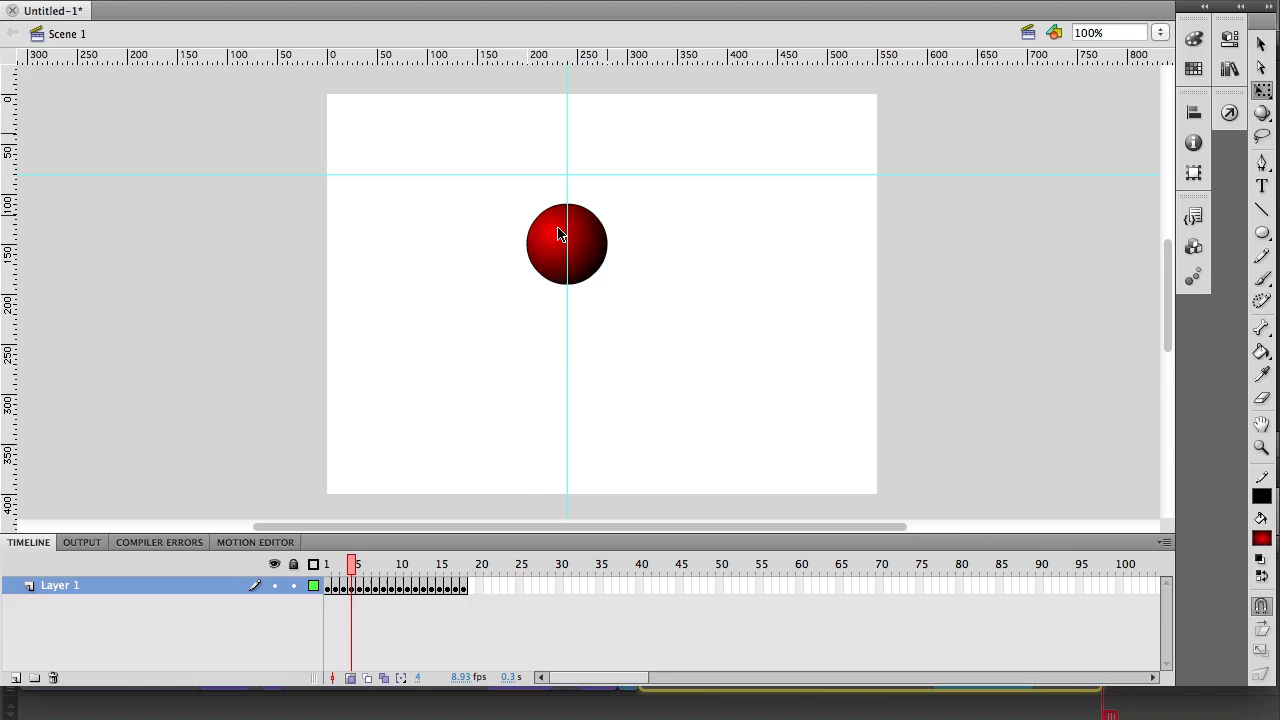 Untitled-1*
Scene 1
100%
300 250 200 150 100 50 0 50 100 150 200 250 300 350 400 450 500 550 600 650 700 750 800
0
50
100
150
200
250
300
350
400
TIMELINE OUTPUT COMPILER ERRORS MOTION EDITOR
1 5 10 15 20 25 30 35 40 45 50 55 60 65 70 75 80 85 90 95 100
Layer 1
4 8.93 fps 0.3 s